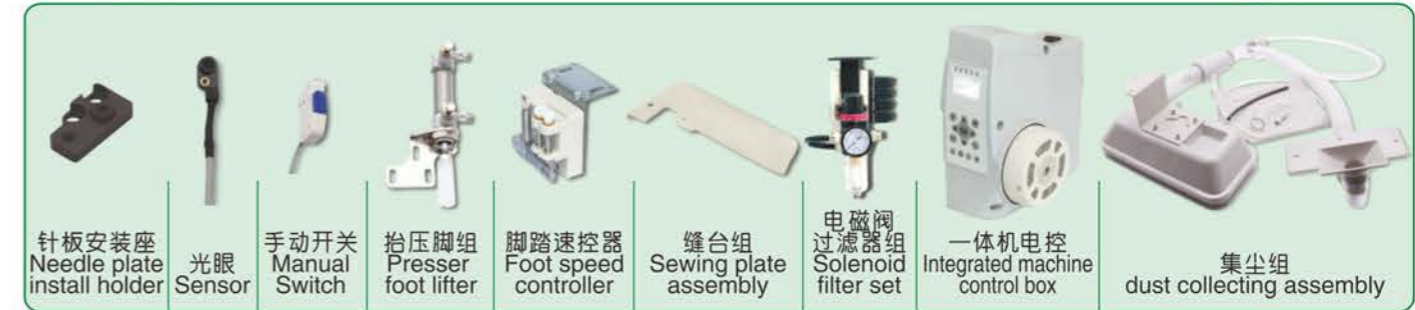 针板安装座
Needle plate
install holder
光眼
Sensor
手动开关
Manual
Switch
抬压脚组
Presser
foot lifter
脚踏速控器
Foot speed
controller
缝台组
Sewing plate
assembly
电磁阀
过滤器组
Solenoid
filter set
一体机电控
Integrated machine
control box
集尘组
dust collecting assembly